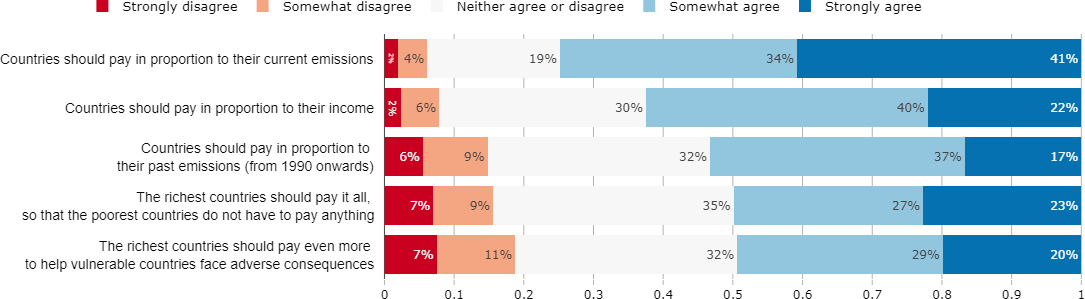 Strongly disagree Somewhat disagree Neither agree or disagree Somewhat agree Strongly agree
Countries should pay in proportion to their current emissions 2% 4% 19% 34% 41%
Countries should pay in proportion to their income 2% 6% 30% 40% 22%
Countries should pay in proportion to
their past emissions (from 1990 onwards) 6% 9% 32% 37% 17%
The richest countries should pay it all,
so that the poorest countries do not have to pay anything 7% 9% 35% 27% 23%
The richest countries should pay even more
to help vulnerable countries face adverse consequences 7% 11% 32% 29% 20%
0 0.1 0.2 0.3 0.4 0.5 0.6 0.7 0.8 0.9 1